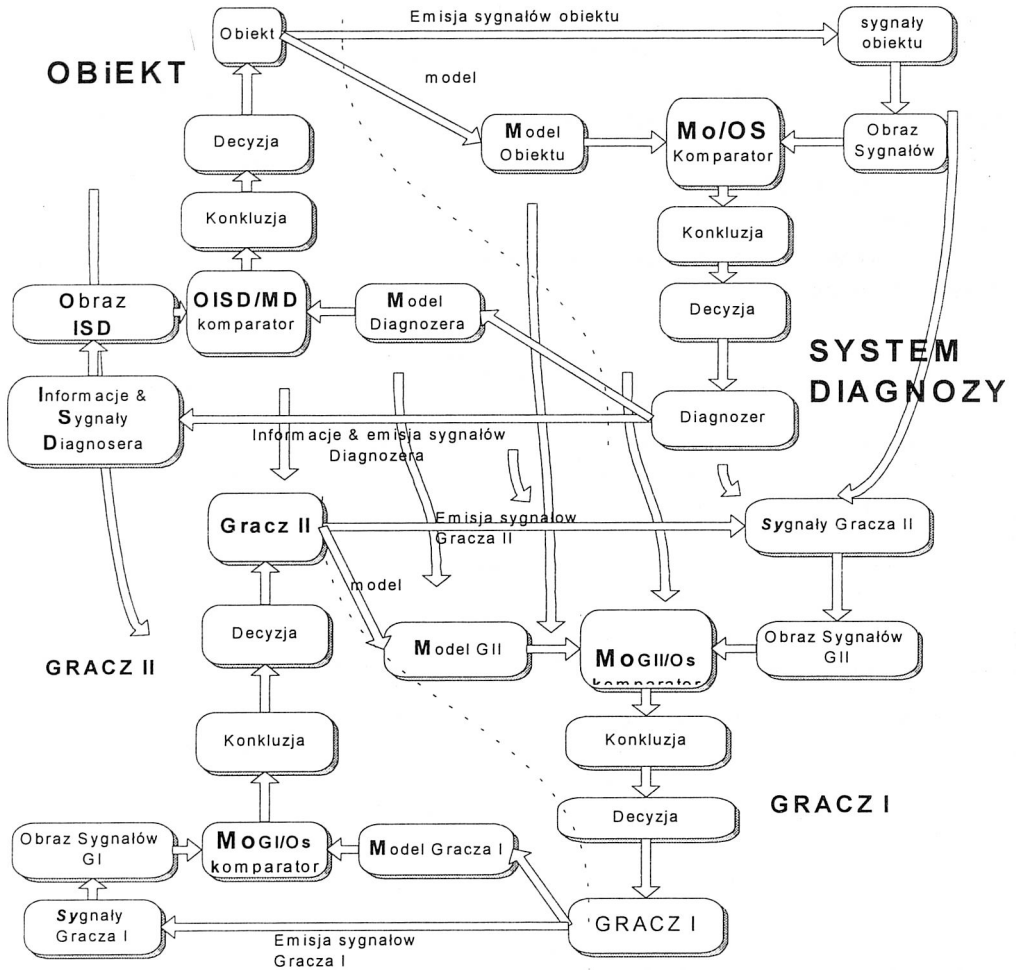 Emisja sygnałów obiektu
Obiekt
sygnały
obiektu
OBiEKT
model
Decyzja
Model
Obiektu
Mo/OS
Komparator
Obraz
Sygnałów
Konkluzja
Konkluzja
Obraz
ISD
OISD/MD
komparator
Model
Diagnozera
Decyzja
SYSTEM
DIAGNOZY
Informacje &
Sygnały
Diagnosera
Diagnozer
Informacje & emisja sygnałów
Diagnozera
Gracz II
Emisja sygnałow
Gracza II
Sygnały Gracza II
model
Decyzja
Model GII
MoGII/Os
komparator
Obraz Sygnałów
GII
GRACZ II
Konkluzja
Konkluzja
Decyzja
GRACZ I
Obraz Sygnałów
GI
MoGI/Os
komparator
Model Gracza I
Sygnały
Gracza I
Emisja sygnałow
Gracza I
GRACZ I